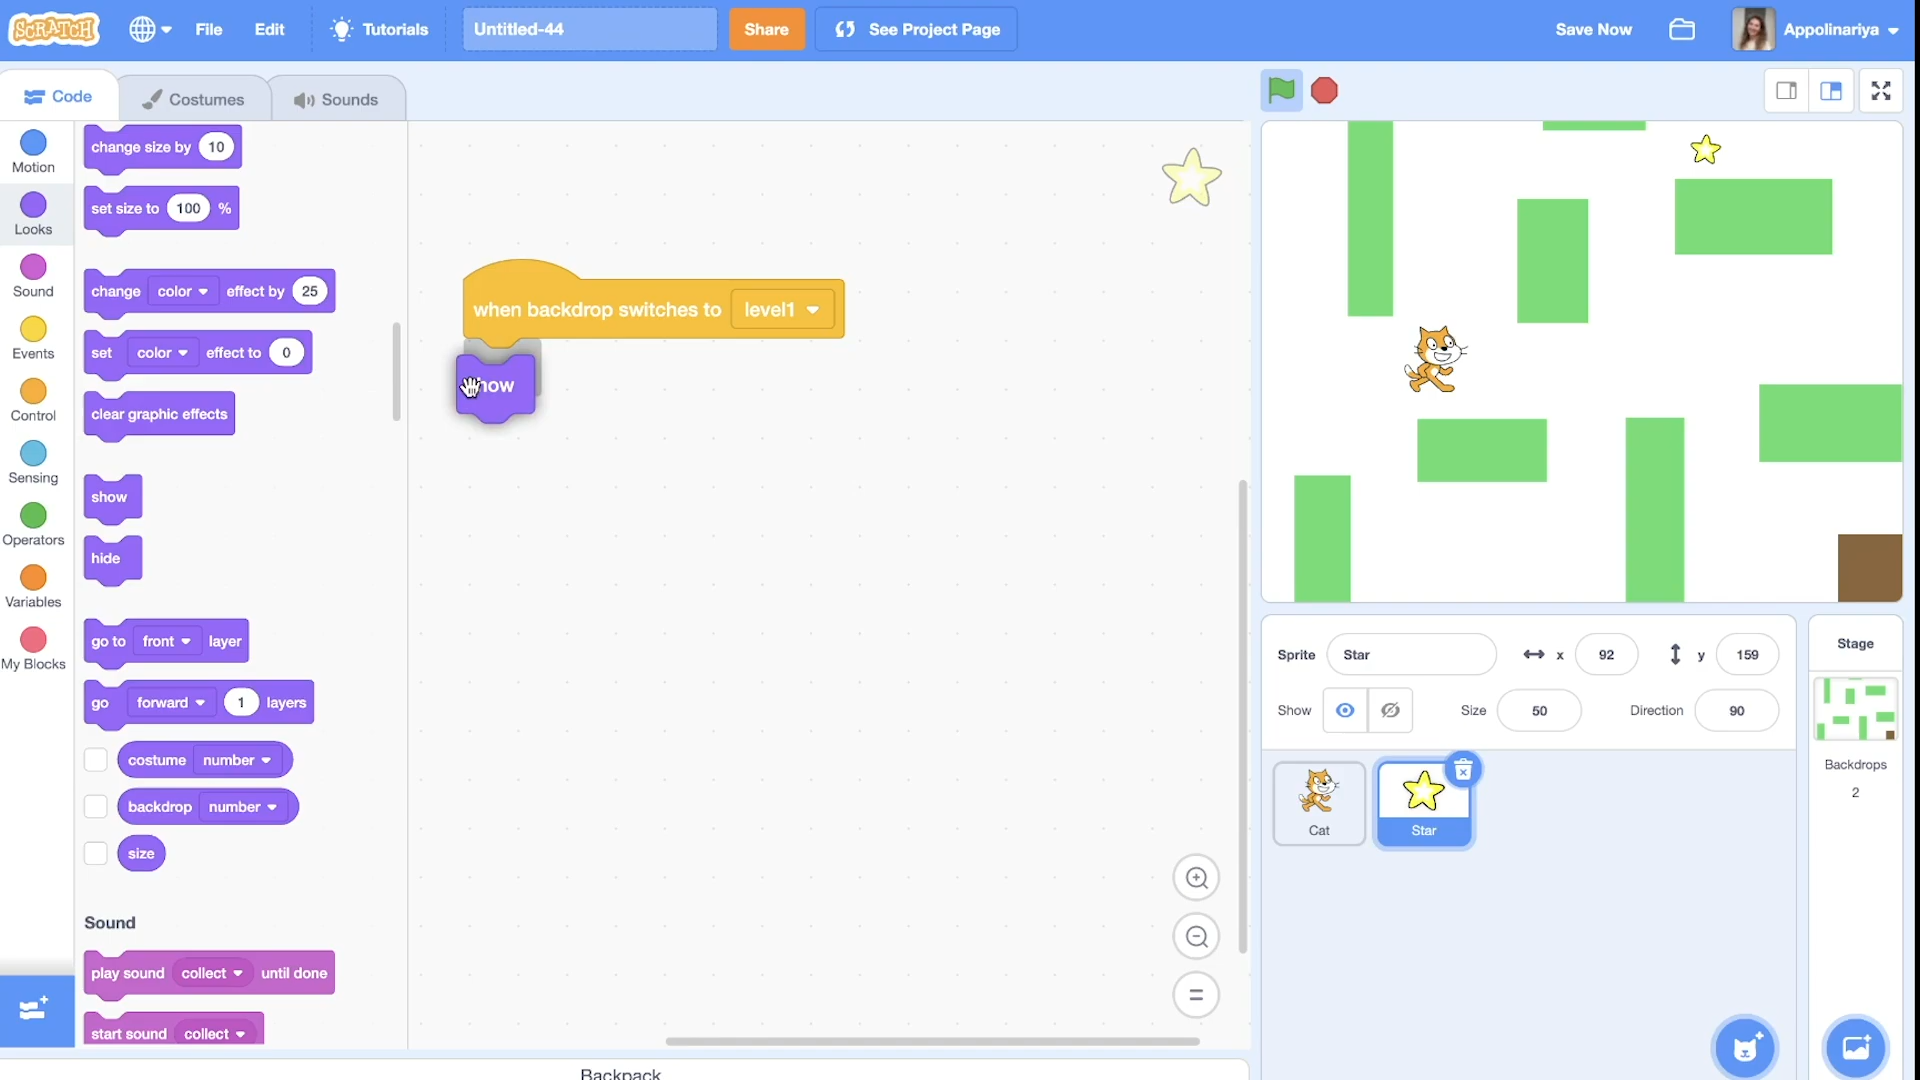 SCRATCH File Edit Tutorials Untitled-44 Share See Project Page Save Now Appolinariya
Code Costumes Sounds
Motion
Looks
Sound
Events
Control
Sensing
Operators
Variables
My Blocks
change size by 10
set size to 100 %
change color effect by 25
set color effect to 0
clear graphic effects
show
hide
go to front layer
go forward 1 layers
costume number
backdrop number
size
Sound
play sound collect until done
start sound collect
when backdrop switches to level1
Backpack
Sprite Star x 92 y 159
Show Size 50 Direction 90
Cat
Star
Stage
Backdrops
2